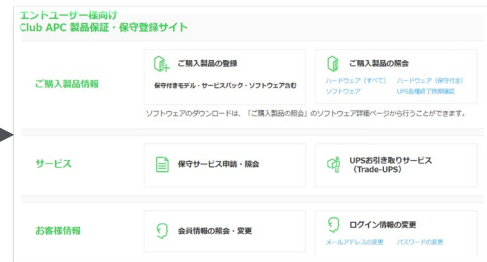 エンドユーザー様向け
Club APC 製品保証・保守登録サイト
ご購入製品情報
ご購入製品の登録
保守付きモデル・サービスパック・ソフトウェア含む
ご購入製品の照会
ハードウェア（すべて） ハードウェア（保守付き）
ソフトウェア UPS各種終了時期確認
ソフトウェアのダウンロードは、「ご購入製品の照会」のソフトウェア詳細ページから行うことができます。
サービス
保守サービス申請・照会
UPSお引き取りサービス
（Trade-UPS）
お客様情報
会員情報の照会・変更
ログイン情報の変更
メールアドレスの変更 パスワードの変更